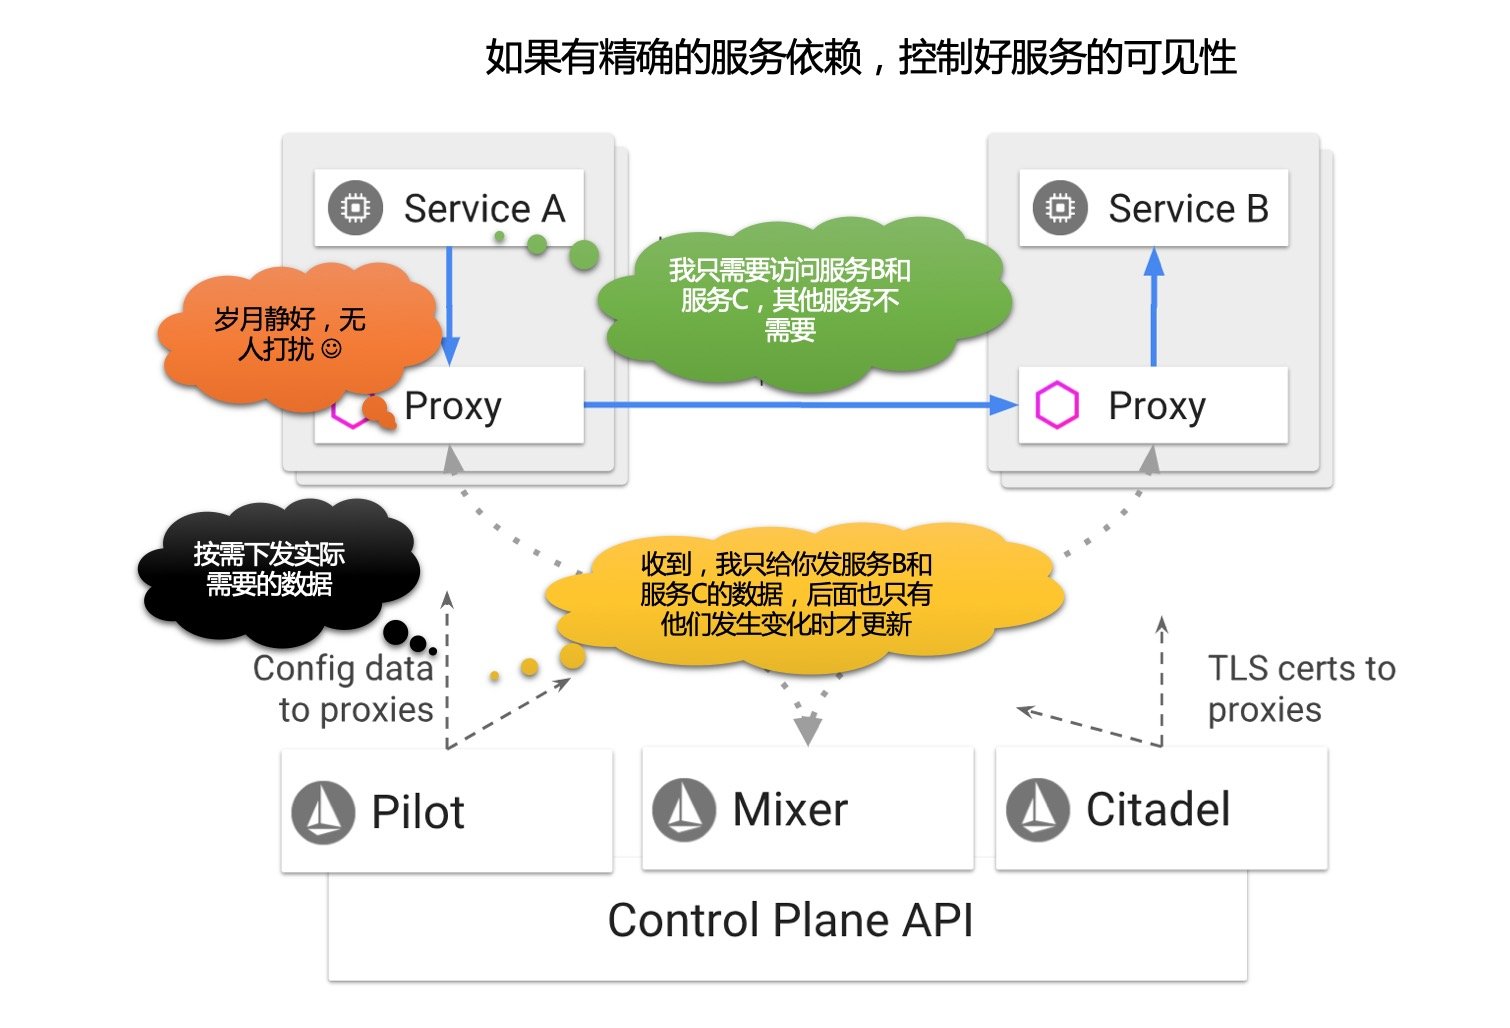 如果有精确的服务依赖，控制好服务的可见性
Service A
Service B
我只需要访问服务B和
服务C，其他服务不
需要
岁月静好，无
人打扰☺
Proxy
Proxy
按需下发实际
需要的数据
收到，我只给你发服务B和
服务C的数据，后面也只有
他们发生变化时才更新
Config data
to proxies
TLS certs to
proxies
Pilot
Mixer
Citadel
Control Plane API